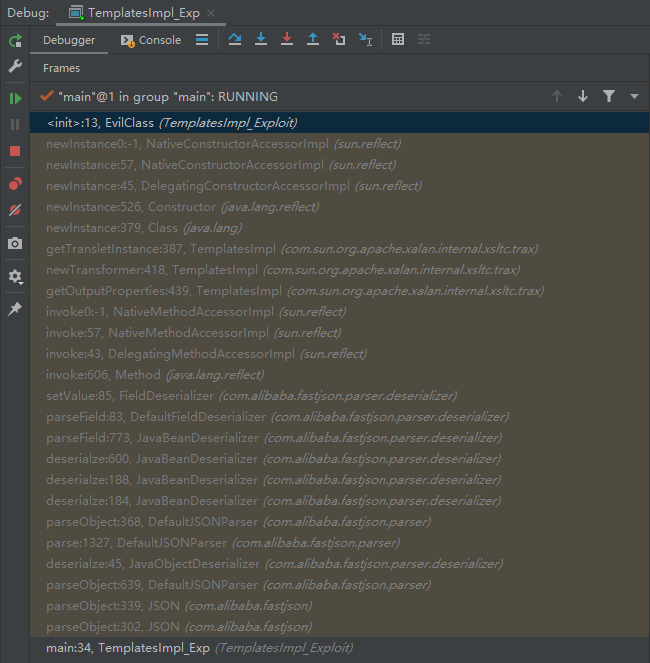 Debug: TemplatesImpl_Exp
Debugger Console
Frames
"main"@1 in group "main": RUNNING
<init>:13, EvilClass (TemplatesImpl_Exploit)
newInstance0:-1, NativeConstructorAccessorImpl (sun.reflect)
newInstance:57, NativeConstructorAccessorImpl (sun.reflect)
newInstance:45, DelegatingConstructorAccessorImpl (sun.reflect)
newInstance:526, Constructor (java.lang.reflect)
newInstance:379, Class (java.lang)
getTransletInstance:387, TemplatesImpl (com.sun.org.apache.xalan.internal.xsltc.trax)
newTransformer:418, TemplatesImpl (com.sun.org.apache.xalan.internal.xsltc.trax)
getOutputProperties:439, TemplatesImpl (com.sun.org.apache.xalan.internal.xsltc.trax)
invoke0:-1, NativeMethodAccessorImpl (sun.reflect)
invoke:57, NativeMethodAccessorImpl (sun.reflect)
invoke:43, DelegatingMethodAccessorImpl (sun.reflect)
invoke:606, Method (java.lang.reflect)
setValue:85, FieldDeserializer (com.alibaba.fastjson.parser.deserializer)
parseField:83, DefaultFieldDeserializer (com.alibaba.fastjson.parser.deserializer)
parseField:773, JavaBeanDeserializer (com.alibaba.fastjson.parser.deserializer)
deserialze:600, JavaBeanDeserializer (com.alibaba.fastjson.parser.deserializer)
deserialze:188, JavaBeanDeserializer (com.alibaba.fastjson.parser.deserializer)
deserialze:184, JavaBeanDeserializer (com.alibaba.fastjson.parser.deserializer)
parseObject:368, DefaultJSONParser (com.alibaba.fastjson.parser)
parse:1327, DefaultJSONParser (com.alibaba.fastjson.parser)
deserialze:45, JavaObjectDeserializer (com.alibaba.fastjson.parser.deserializer)
parseObject:639, DefaultJSONParser (com.alibaba.fastjson.parser)
parseObject:339, JSON (com.alibaba.fastjson)
parseObject:302, JSON (com.alibaba.fastjson)
main:34, TemplatesImpl_Exp (TemplatesImpl_Exploit)